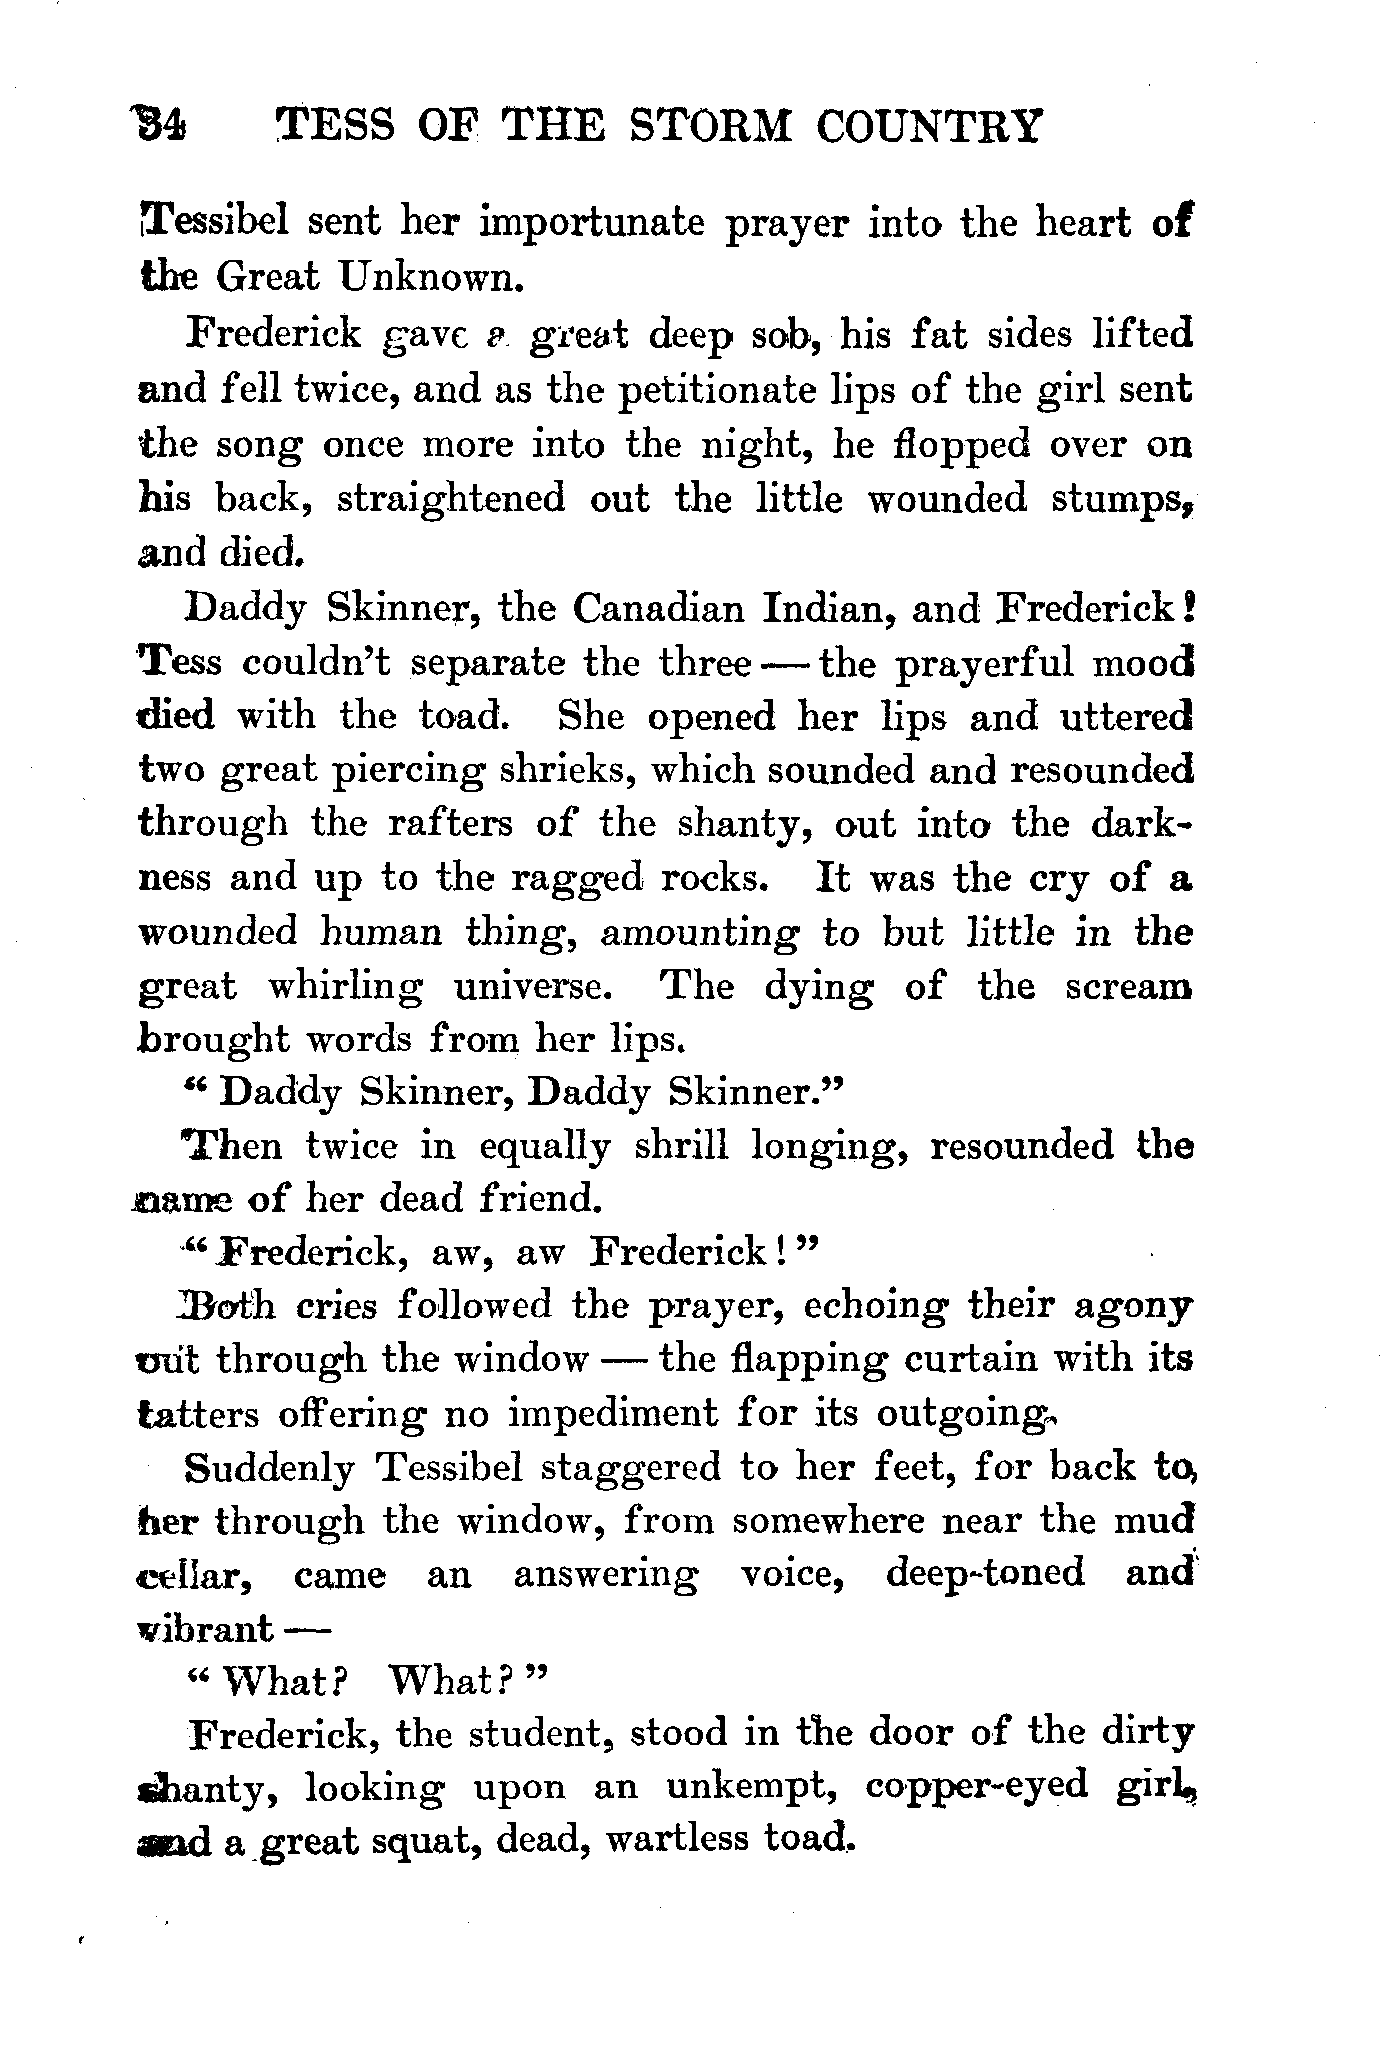 34 TESS OF THE STORM COUNTRY
Tessibel sent her importunate prayer into the heart of
the Great Unknown.
Frederick gave a great deep sob, his fat sides lifted
and fell twice, and as the petitionate lips of the girl sent
the song once more into the night, he flopped over on
his back, straightened out the little wounded stumps,
and died.
Daddy Skinner, the Canadian Indian, and Frederick!
Tess couldn't separate the three — the prayerful mood
died with the toad. She opened her lips and uttered
two great piercing shrieks, which sounded and resounded
through the rafters of the shanty, out into the dark-
ness and up to the ragged rocks. It was the cry of a
wounded human thing, amounting to but little in the
great whirling universe. The dying of the scream
brought words from her lips.
" Daddy Skinner, Daddy Skinner."
Then twice in equally shrill longing, resounded the
name of her dead friend.
" Frederick, aw, aw Frederick! "
Both cries followed the prayer, echoing their agony
out through the window — the flapping curtain with its
tatters offering no impediment for its outgoing.
Suddenly Tessibel staggered to her feet, for back to
her through the window, from somewhere near the mud
cellar, came an answering voice, deep-toned and
vibrant —
" What? What? "
Frederick, the student, stood in the door of the dirty
shanty, looking upon an unkempt, copper-eyed girl,
and a great squat, dead, wartless toad.